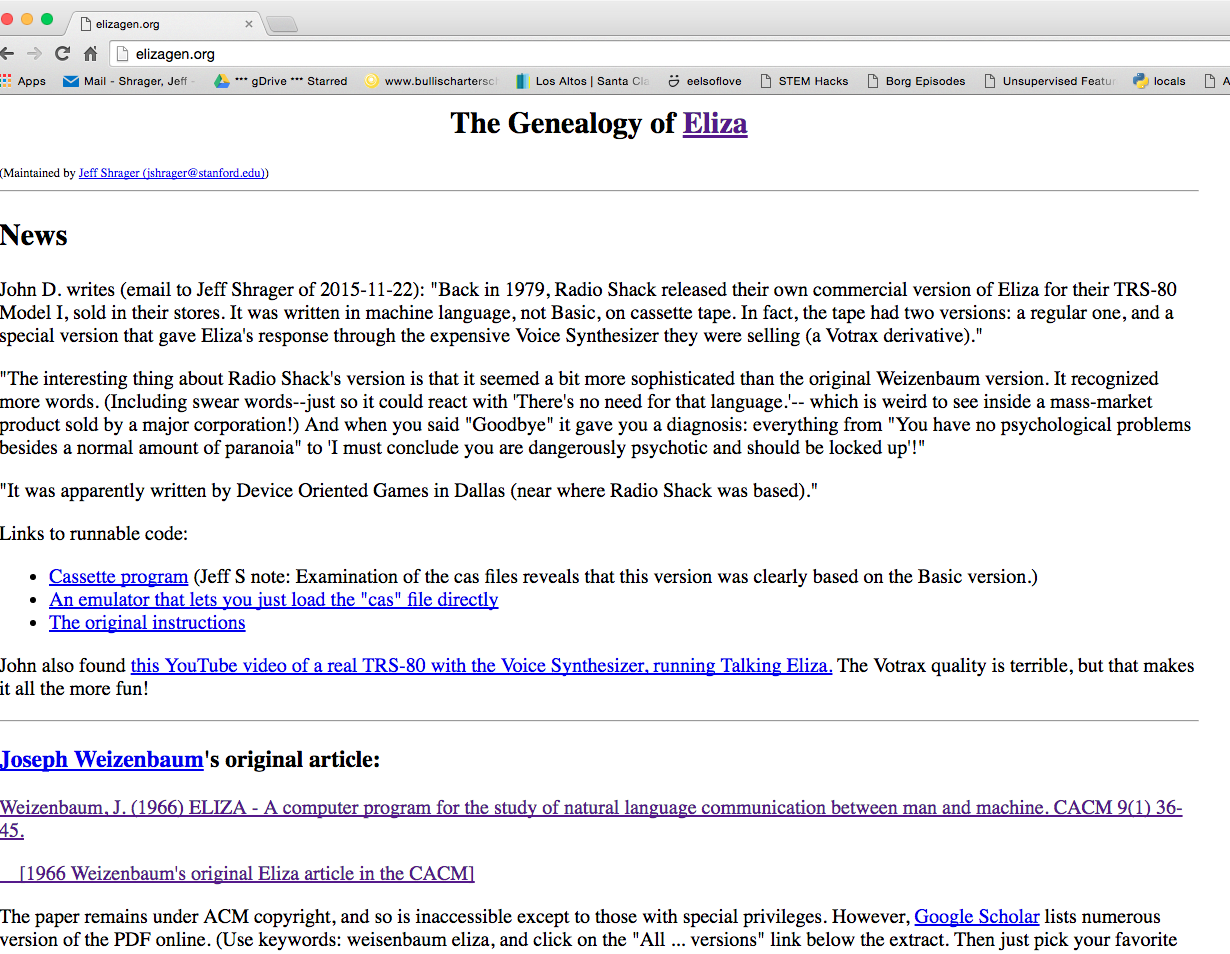 elizagen.org
elizagen.org
Apps Mail - Shrager, Jeff - *** gDrive *** Starred www.bullischartersch Los Altos | Santa Cla eelsoflove STEM Hacks Borg Episodes Unsupervised Featur locals A
The Genealogy of Eliza
(Maintained by Jeff Shrager (jshrager@stanford.edu))
News
John D. writes (email to Jeff Shrager of 2015-11-22): "Back in 1979, Radio Shack released their own commercial version of Eliza for their TRS-80
Model I, sold in their stores. It was written in machine language, not Basic, on cassette tape. In fact, the tape had two versions: a regular one, and a
special version that gave Eliza's response through the expensive Voice Synthesizer they were selling (a Votrax derivative)."
"The interesting thing about Radio Shack's version is that it seemed a bit more sophisticated than the original Weizenbaum version. It recognized
more words. (Including swear words--just so it could react with 'There's no need for that language.'-- which is weird to see inside a mass-market
product sold by a major corporation!) And when you said "Goodbye" it gave you a diagnosis: everything from "You have no psychological problems
besides a normal amount of paranoia" to 'I must conclude you are dangerously psychotic and should be locked up'!"
"It was apparently written by Device Oriented Games in Dallas (near where Radio Shack was based)."
Links to runnable code:
• Cassette program (Jeff S note: Examination of the cas files reveals that this version was clearly based on the Basic version.)
• An emulator that lets you just load the "cas" file directly
• The original instructions
John also found this YouTube video of a real TRS-80 with the Voice Synthesizer, running Talking Eliza. The Votrax quality is terrible, but that makes
it all the more fun!
Joseph Weizenbaum's original article:
Weizenbaum, J. (1966) ELIZA - A computer program for the study of natural language communication between man and machine. CACM 9(1) 36-
45.
[1966 Weizenbaum's original Eliza article in the CACM]
The paper remains under ACM copyright, and so is inaccessible except to those with special privileges. However, Google Scholar lists numerous
version of the PDF online. (Use keywords: weisenbaum eliza, and click on the "All ... versions" link below the extract. Then just pick your favorite